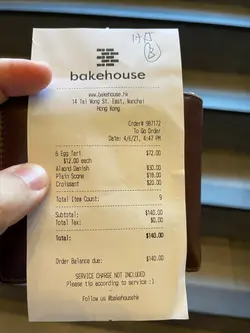 bakehouse
www.bakehouse.hk
14 Tai Wong St. East, Wanchai
Hong Kong
Order# 987172
To Go Order
Date: 4/6/21, 4:47 PM
6 Egg Tart $72.00
$12.00 each
Almond Danish $30.00
Plain Scone $18.00
Croissant $20.00
Total Item Count: 9
Subtotal: $140.00
Total Tax: $0.00
Total: $140.00
Order Balance due: $140.00
SERVICE CHARGE NOT INCLUDED
Please tip according to service :)
Follow us @bakehousehk